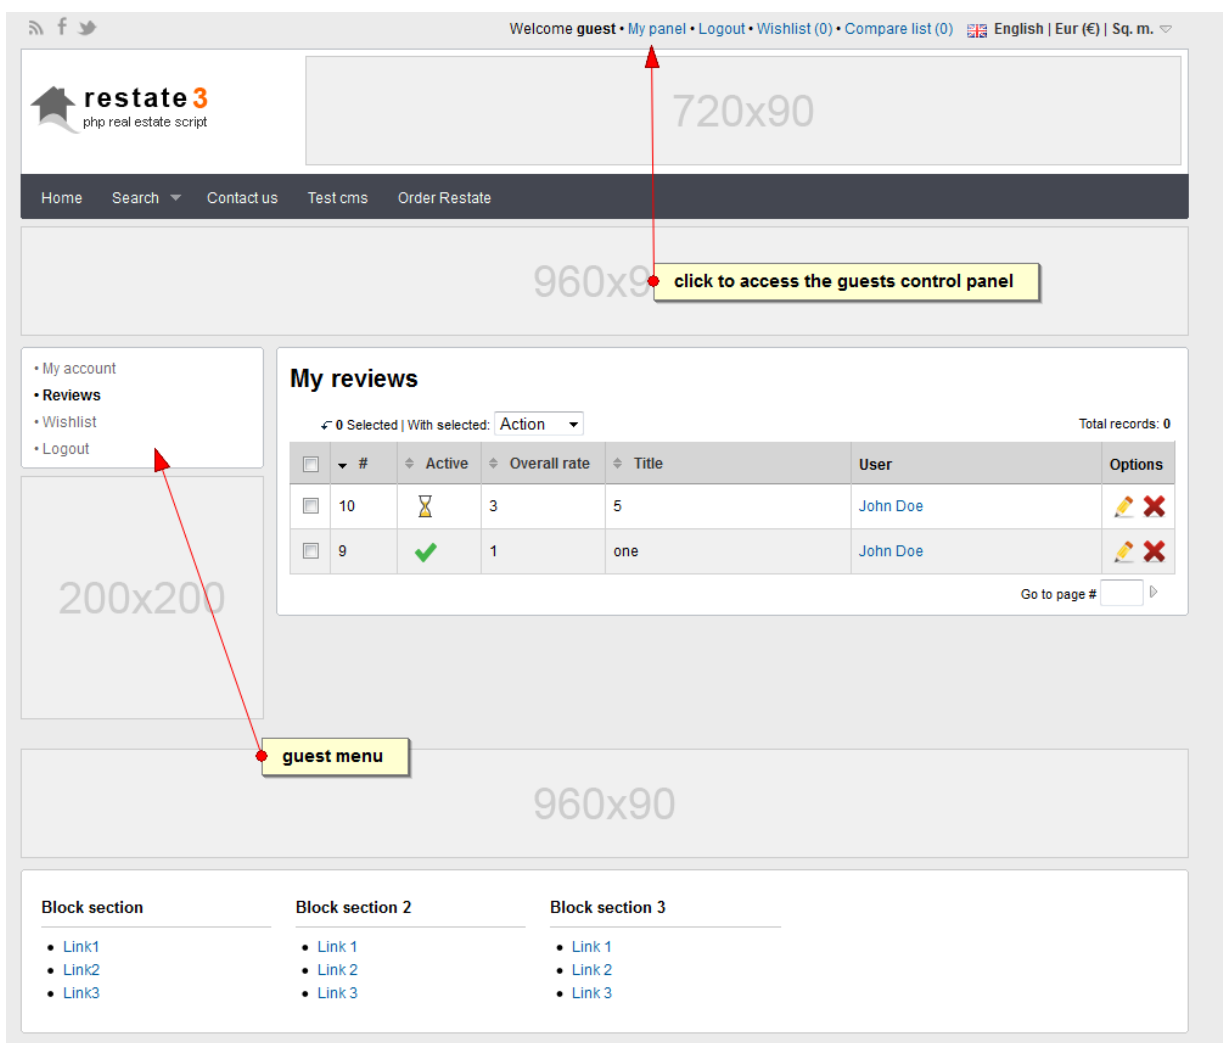 Welcome guest • My panel • Logout • Wishlist (0) • Compare list (0) English | Eur (€) | Sq. m.
restate 3
php real estate script
720x90
Home Search Contact us Test cms Order Restate
960x9
click to access the guests control panel
• My account
• Reviews
• Wishlist
• Logout
My reviews
0 Selected | With selected: Action Total records: 0
# Active Overall rate Title User Options
10 3 5 John Doe
9 1 one John Doe
Go to page #
200x200
guest menu
960x90
Block section Block section 2 Block section 3
• Link1 • Link 1 • Link 1
• Link2 • Link 2 • Link 2
• Link3 • Link 3 • Link 3